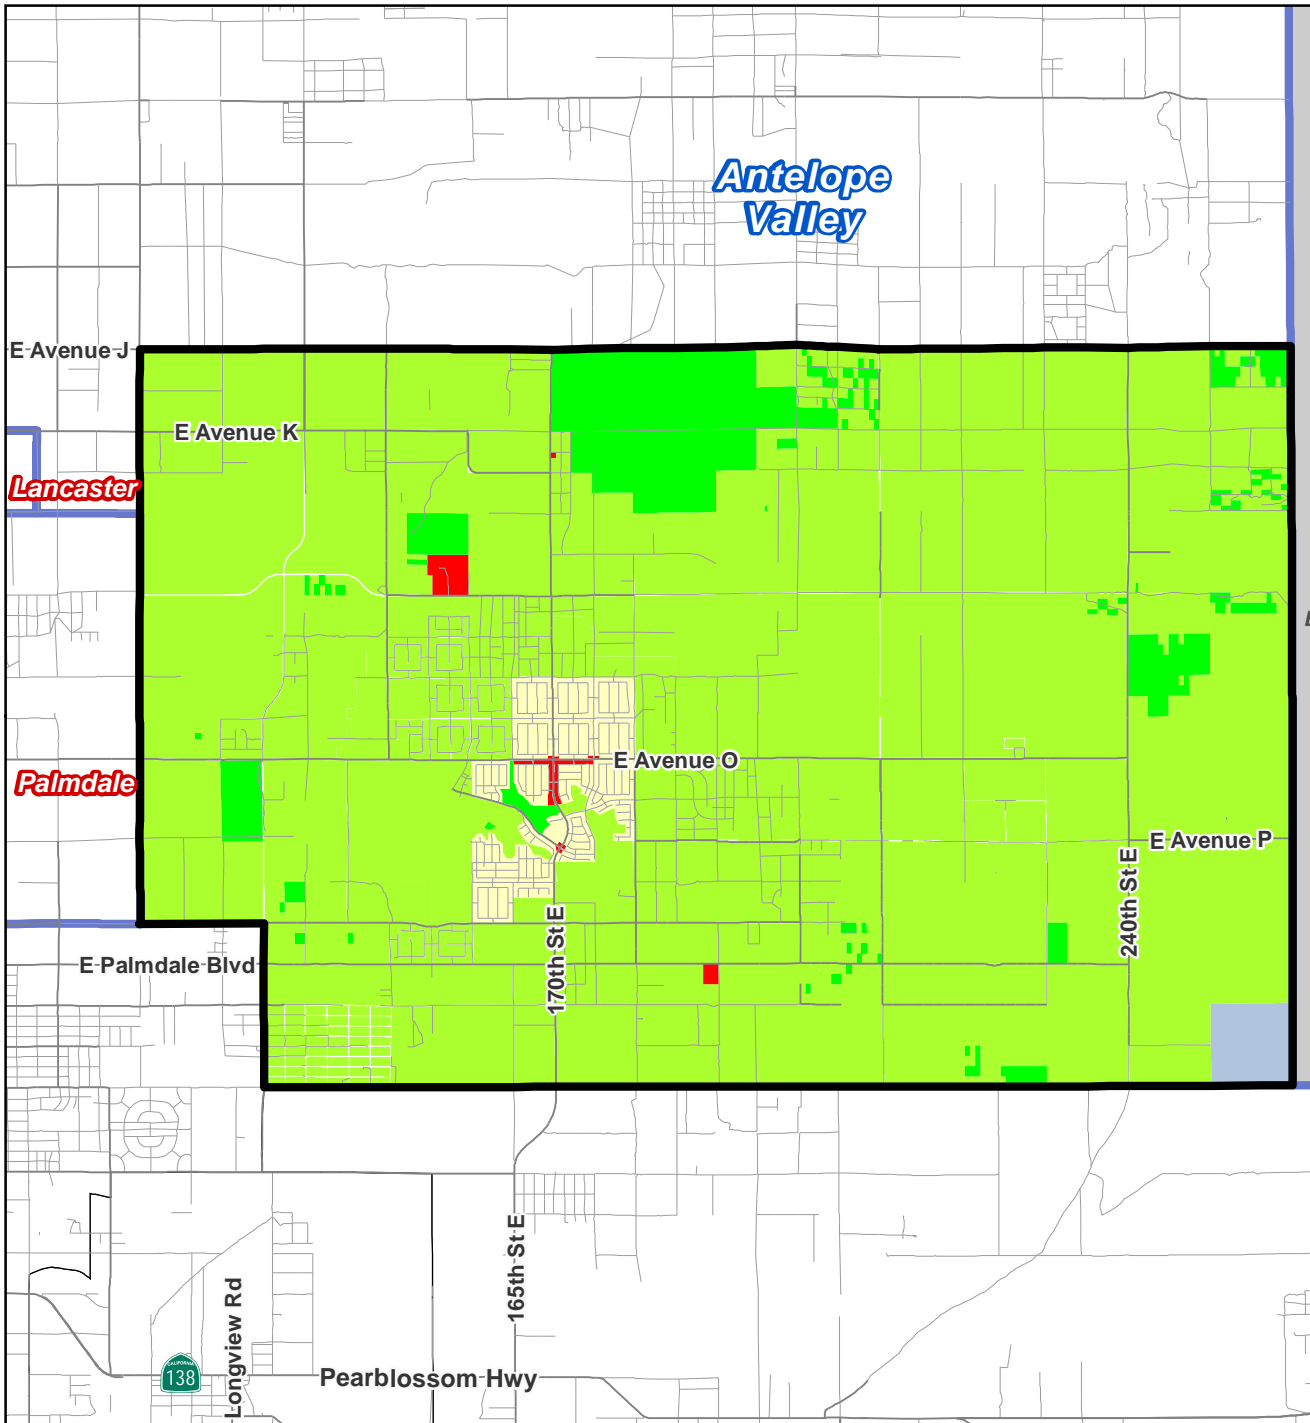 Antelope
Valley
E Avenue J
E Avenue K
Lancaster
E Avenue O
Palmdale
E Avenue P
240th St E
170th St E
E Palmdale Blvd
165th St E
Longview Rd
CALIFORNIA
138
Pearblossom Hwy